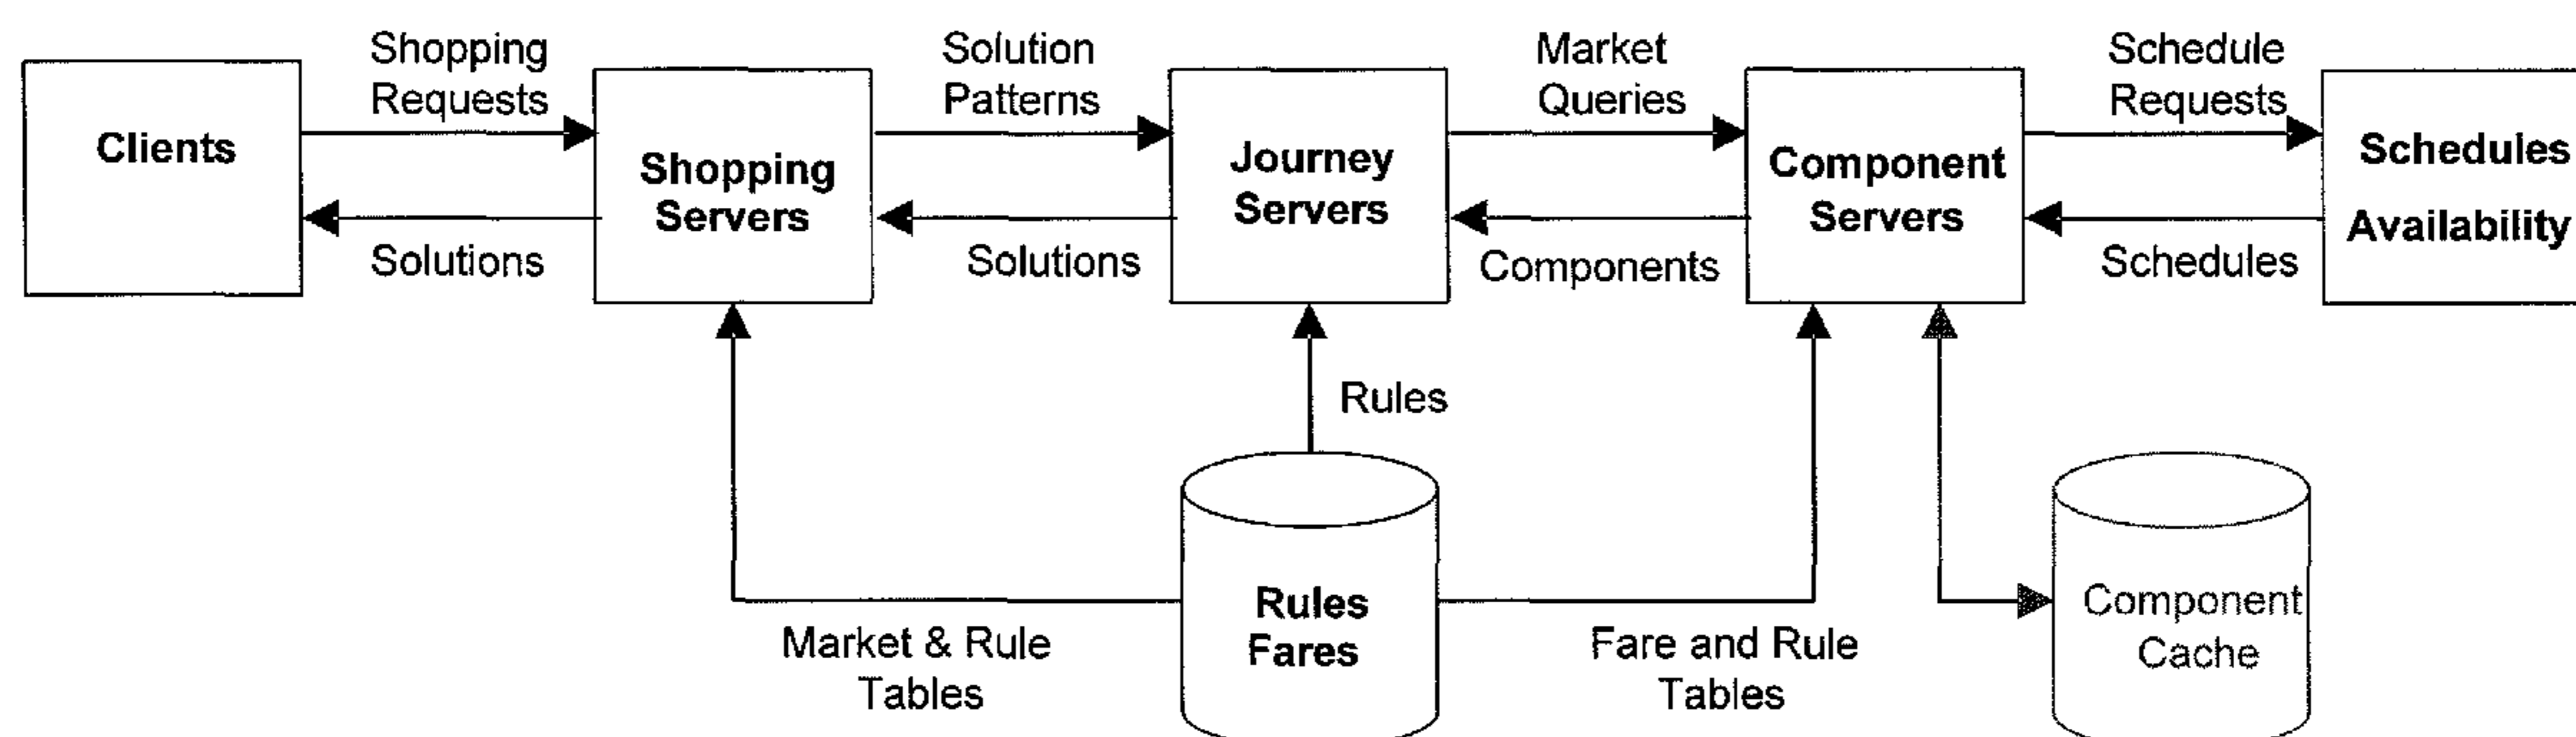 Shopping
Requests
Solution
Patterns
Market
Queries
Schedule
Requests
Clients
Shopping
Servers
Journey
Servers
Component
Servers
Schedules
Availability
Solutions
Solutions
Components
Schedules
Rules
Rules
Fares
Component
Cache
Market & Rule
Tables
Fare and Rule
Tables